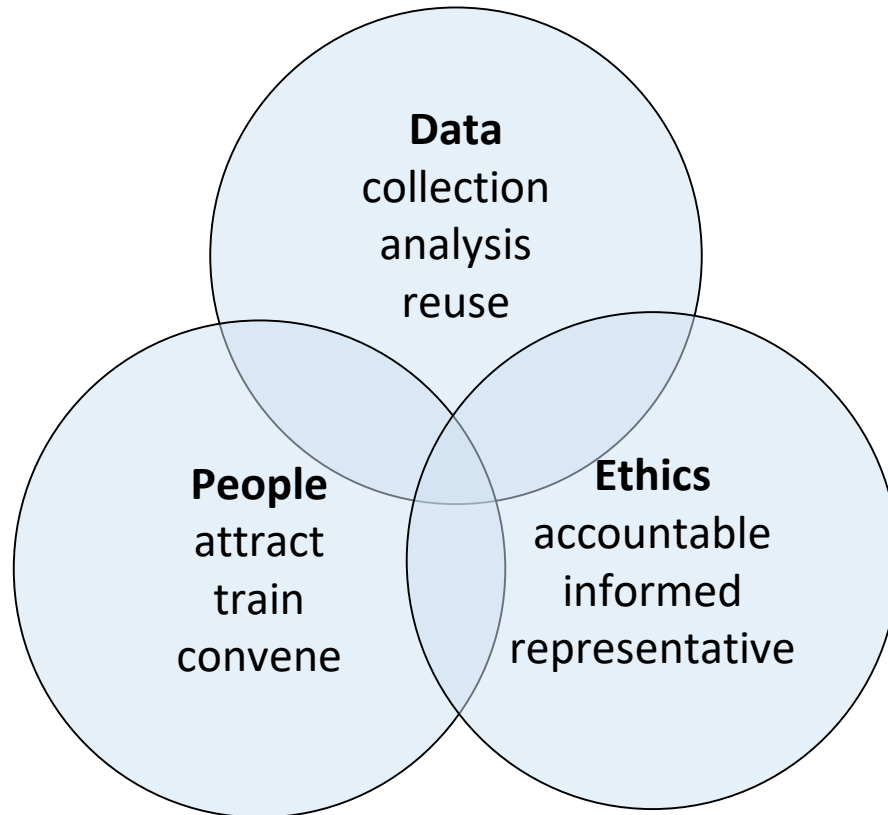 Data
collection
analysis
reuse
People
attract
train
convene
Ethics
accountable
informed
representative